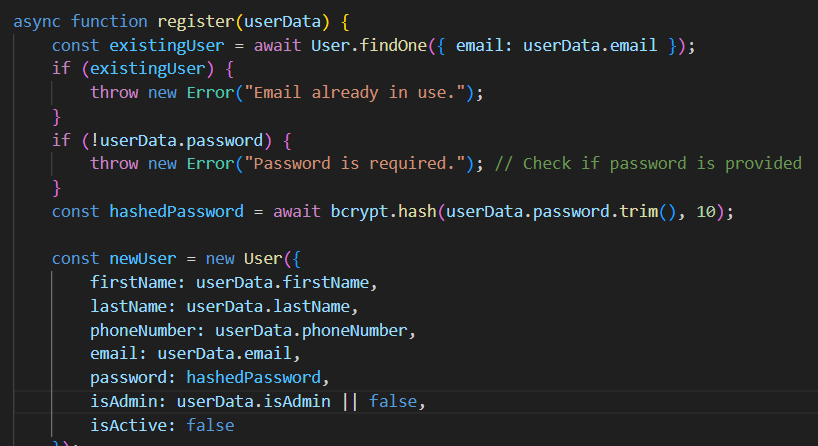 async function register(userData) {
    const existingUser = await User.findOne({ email: userData.email });
    if (existingUser) {
        throw new Error("Email already in use.");
    }
    if (!userData.password) {
        throw new Error("Password is required."); // Check if password is provided
    }
    const hashedPassword = await bcrypt.hash(userData.password.trim(), 10);

    const newUser = new User({
        firstName: userData.firstName,
        lastName: userData.lastName,
        phoneNumber: userData.phoneNumber,
        email: userData.email,
        password: hashedPassword,
        isAdmin: userData.isAdmin || false,
        isActive: false
    });